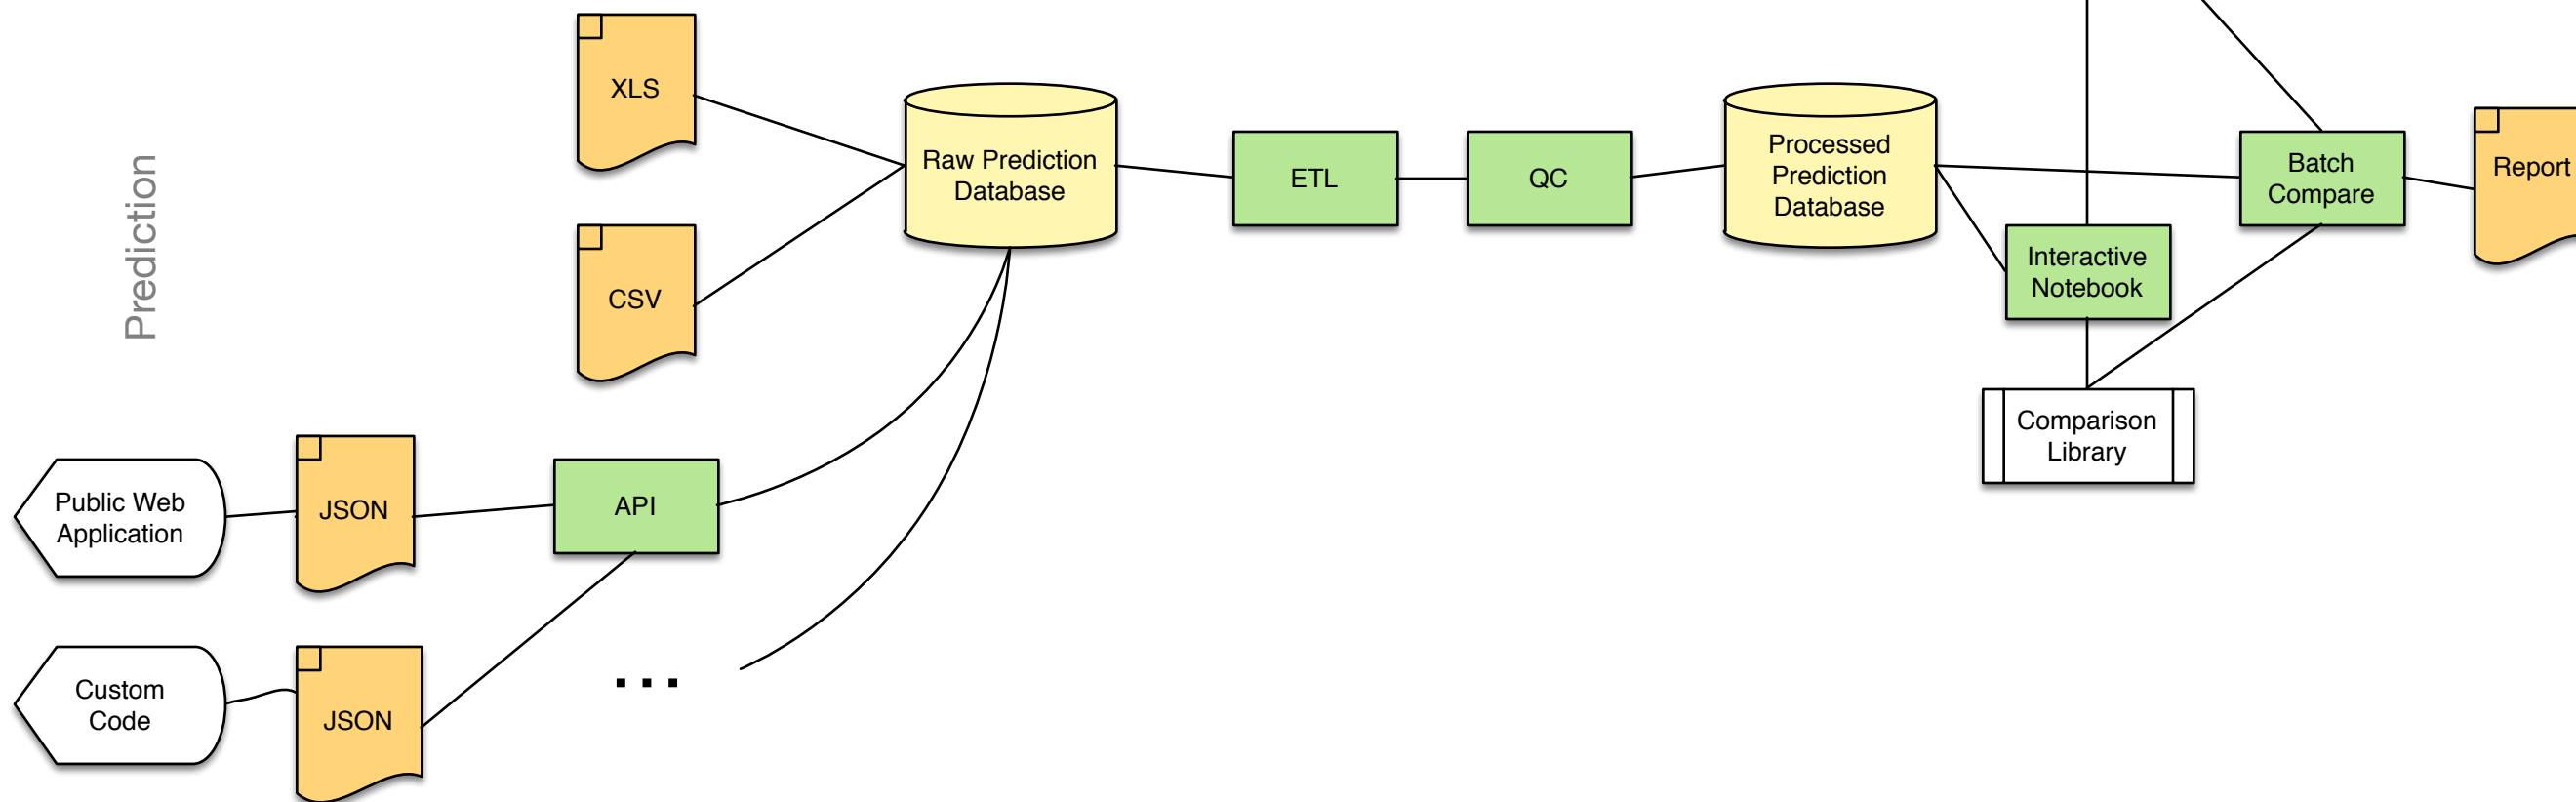 Prediction
XLS
CSV
Raw Prediction
Database
ETL
QC
Processed
Prediction
Database
Batch
Compare
Report
Interactive
Notebook
Comparison
Library
Public Web
Application
JSON
API
Custom
Code
JSON
...